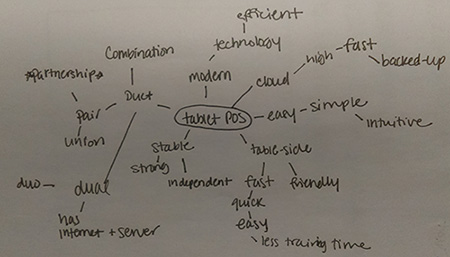 efficient
technology
modern
Combination
*partnership*
Duet
pair
union
cloud
high
fast
backed-up
tablet POS
easy
simple
intuitive
stable
strong
independent
table-side
fast
friendly
quick
easy
less training time
duo
dual
has
internet + server